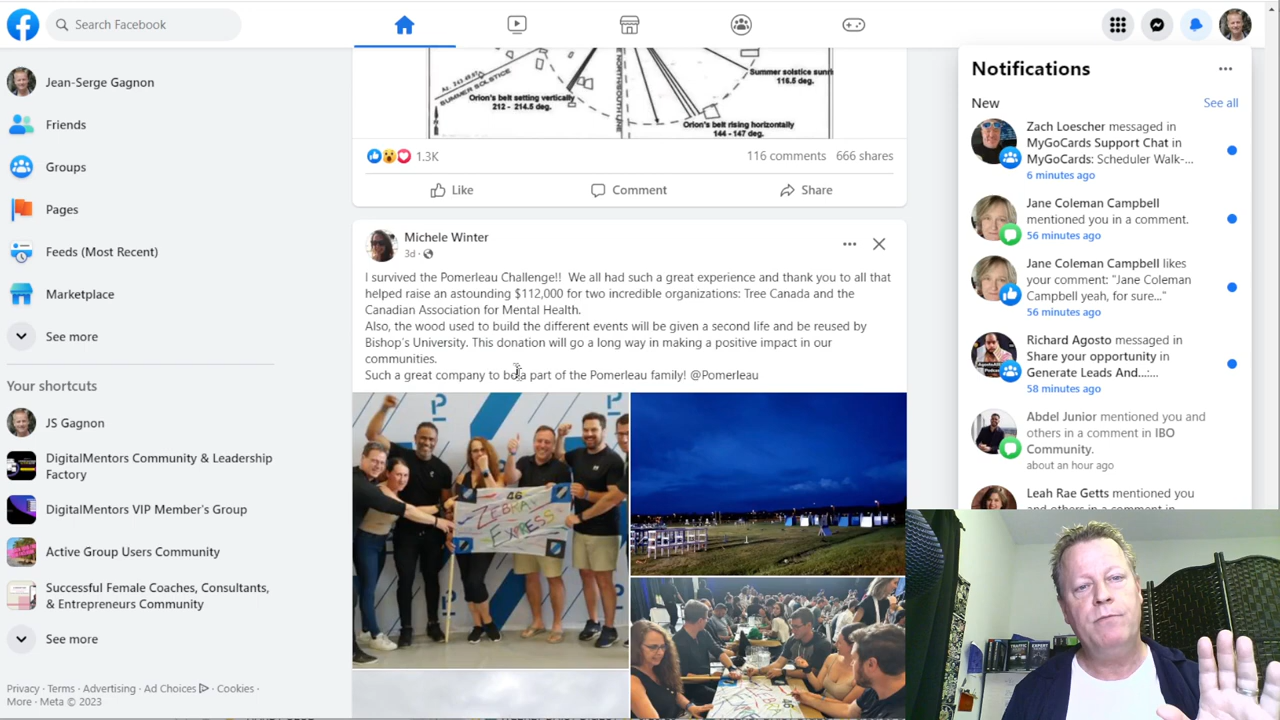 Search Facebook
Jean-Serge Gagnon
Friends
Groups
Pages
Feeds (Most Recent)
Marketplace
See more
Your shortcuts
JS Gagnon
DigitalMentors Community & Leadership
Factory
DigitalMentors VIP Member's Group
Active Group Users Community
Successful Female Coaches, Consultants,
& Entrepreneurs Community
See more
Privacy · Terms · Advertising · Ad Choices · Cookies ·
More · Meta © 2023
SUMMER SOLSTICE
Orion's belt setting vertically
212 - 214.5 deg.
Summer solstice sunri
116.5 deg.
Orion's belt rising horizontally
144 - 147 deg.
1.3K
116 comments 666 shares
Like Comment Share
Michele Winter
3d ·
I survived the Pomerleau Challenge!! We all had such a great experience and thank you to all that
helped raise an astounding $112,000 for two incredible organizations: Tree Canada and the
Canadian Association for Mental Health.
Also, the wood used to build the different events will be given a second life and be reused by
Bishop's University. This donation will go a long way in making a positive impact in our
communities.
Such a great company to be a part of the Pomerleau family! @Pomerleau
46
ZEBRAX
EXPRESS
Notifications
New
See all
Zach Loescher messaged in
MyGoCards Support Chat in
MyGoCards: Scheduler Walk-...
6 minutes ago
Jane Coleman Campbell
mentioned you in a comment.
56 minutes ago
Jane Coleman Campbell likes
your comment: "Jane Coleman
Campbell yeah, for sure..."
56 minutes ago
Richard Agosto messaged in
Share your opportunity in
Generate Leads And...:...
58 minutes ago
Abdel Junior mentioned you and
others in a comment in IBO
Community.
about an hour ago
Leah Rae Getts mentioned you
and others in a comment in